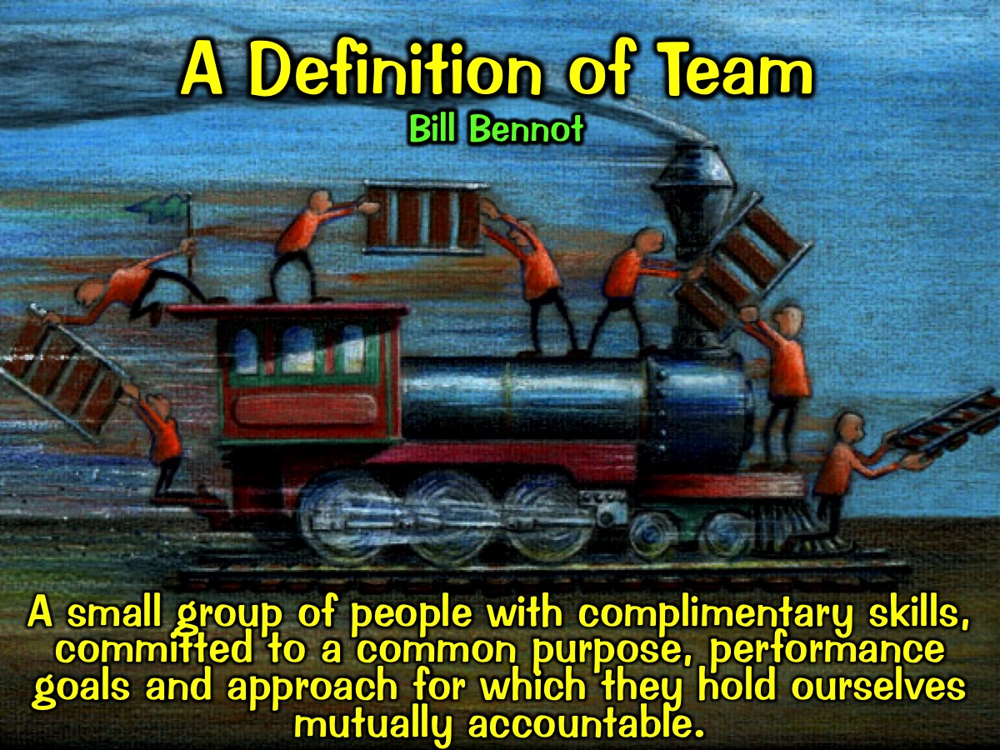 A Definition of Team
Bill Bennot
A small group of people with complimentary skills,
committed to a common purpose, performance
goals and approach for which they hold ourselves
mutually accountable.